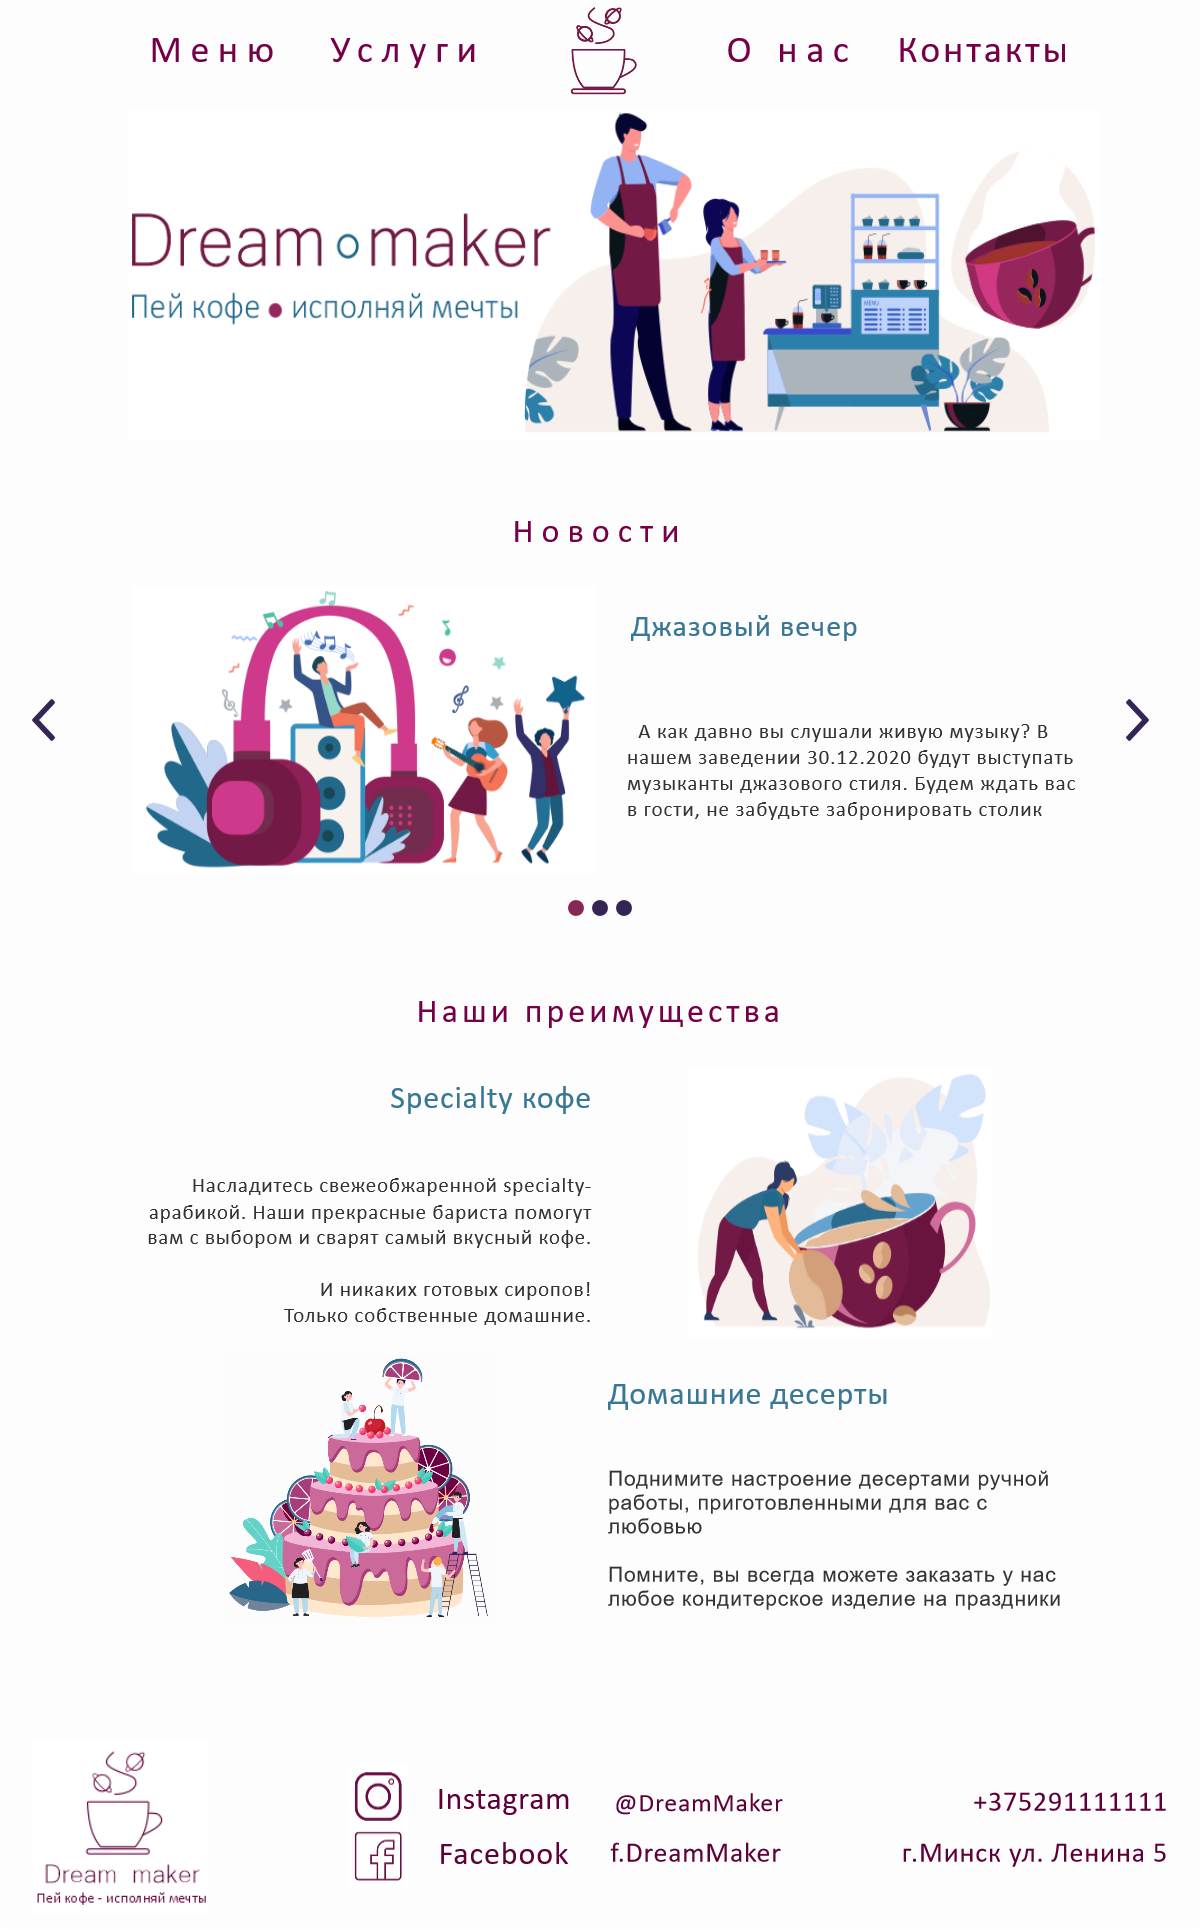 Меню Услуги О нас Контакты
Dream maker
Пей кофе • исполняй мечты
MENU
Новости
Джазовый вечер
А как давно вы слушали живую музыку? В
нашем заведении 30.12.2020 будут выступать
музыканты джазового стиля. Будем ждать вас
в гости, не забудьте забронировать столик
Наши преимущества
Specialty кофе
Насладитесь свежеобжаренной specialty-
арабикой. Наши прекрасные бариста помогут
вам с выбором и сварят самый вкусный кофе.
И никаких готовых сиропов!
Только собственные домашние.
Домашние десерты
Поднимите настроение десертами ручной
работы, приготовленными для вас с
любовью
Помните, вы всегда можете заказать у нас
любое кондитерское изделие на праздники
Dream maker
Пей кофе - исполняй мечты
Instagram @DreamMaker +375291111111
Facebook f.DreamMaker г.Минск ул. Ленина 5